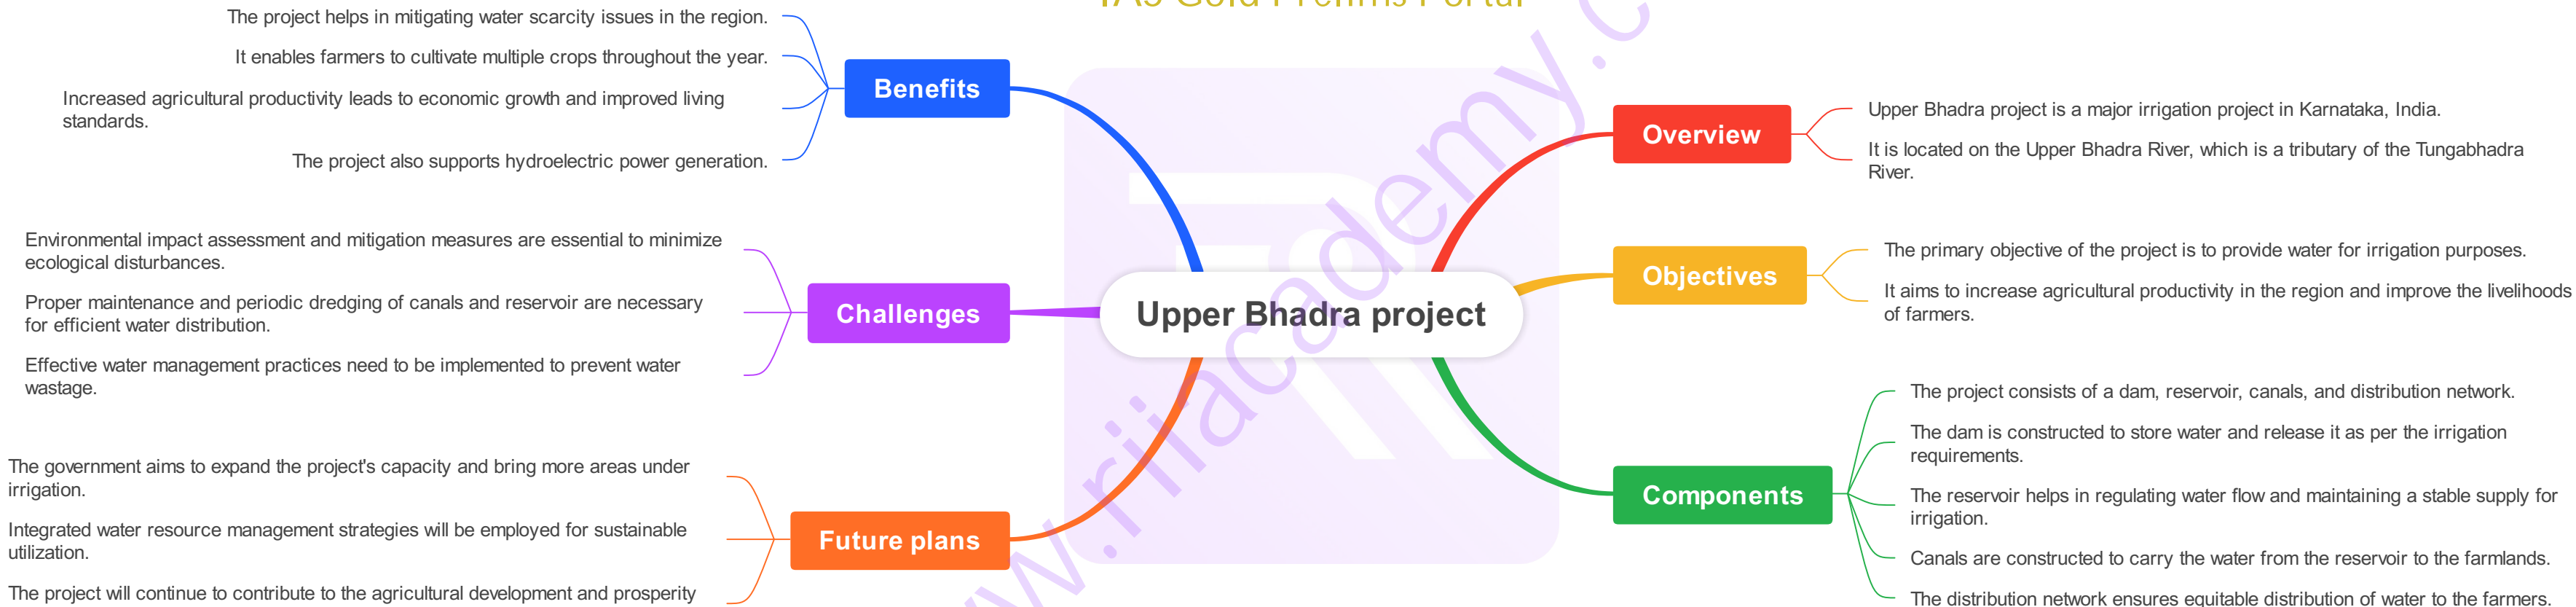 IAS Gold Prelims Portal
Upper Bhadra project
Overview
Upper Bhadra project is a major irrigation project in Karnataka, India.
It is located on the Upper Bhadra River, which is a tributary of the Tungabhadra
River.
Objectives
The primary objective of the project is to provide water for irrigation purposes.
It aims to increase agricultural productivity in the region and improve the livelihoods
of farmers.
Components
The project consists of a dam, reservoir, canals, and distribution network.
The dam is constructed to store water and release it as per the irrigation
requirements.
The reservoir helps in regulating water flow and maintaining a stable supply for
irrigation.
Canals are constructed to carry the water from the reservoir to the farmlands.
The distribution network ensures equitable distribution of water to the farmers.
Benefits
The project helps in mitigating water scarcity issues in the region.
It enables farmers to cultivate multiple crops throughout the year.
Increased agricultural productivity leads to economic growth and improved living
standards.
The project also supports hydroelectric power generation.
Challenges
Environmental impact assessment and mitigation measures are essential to minimize
ecological disturbances.
Proper maintenance and periodic dredging of canals and reservoir are necessary
for efficient water distribution.
Effective water management practices need to be implemented to prevent water
wastage.
Future plans
The government aims to expand the project's capacity and bring more areas under
irrigation.
Integrated water resource management strategies will be employed for sustainable
utilization.
The project will continue to contribute to the agricultural development and prosperity